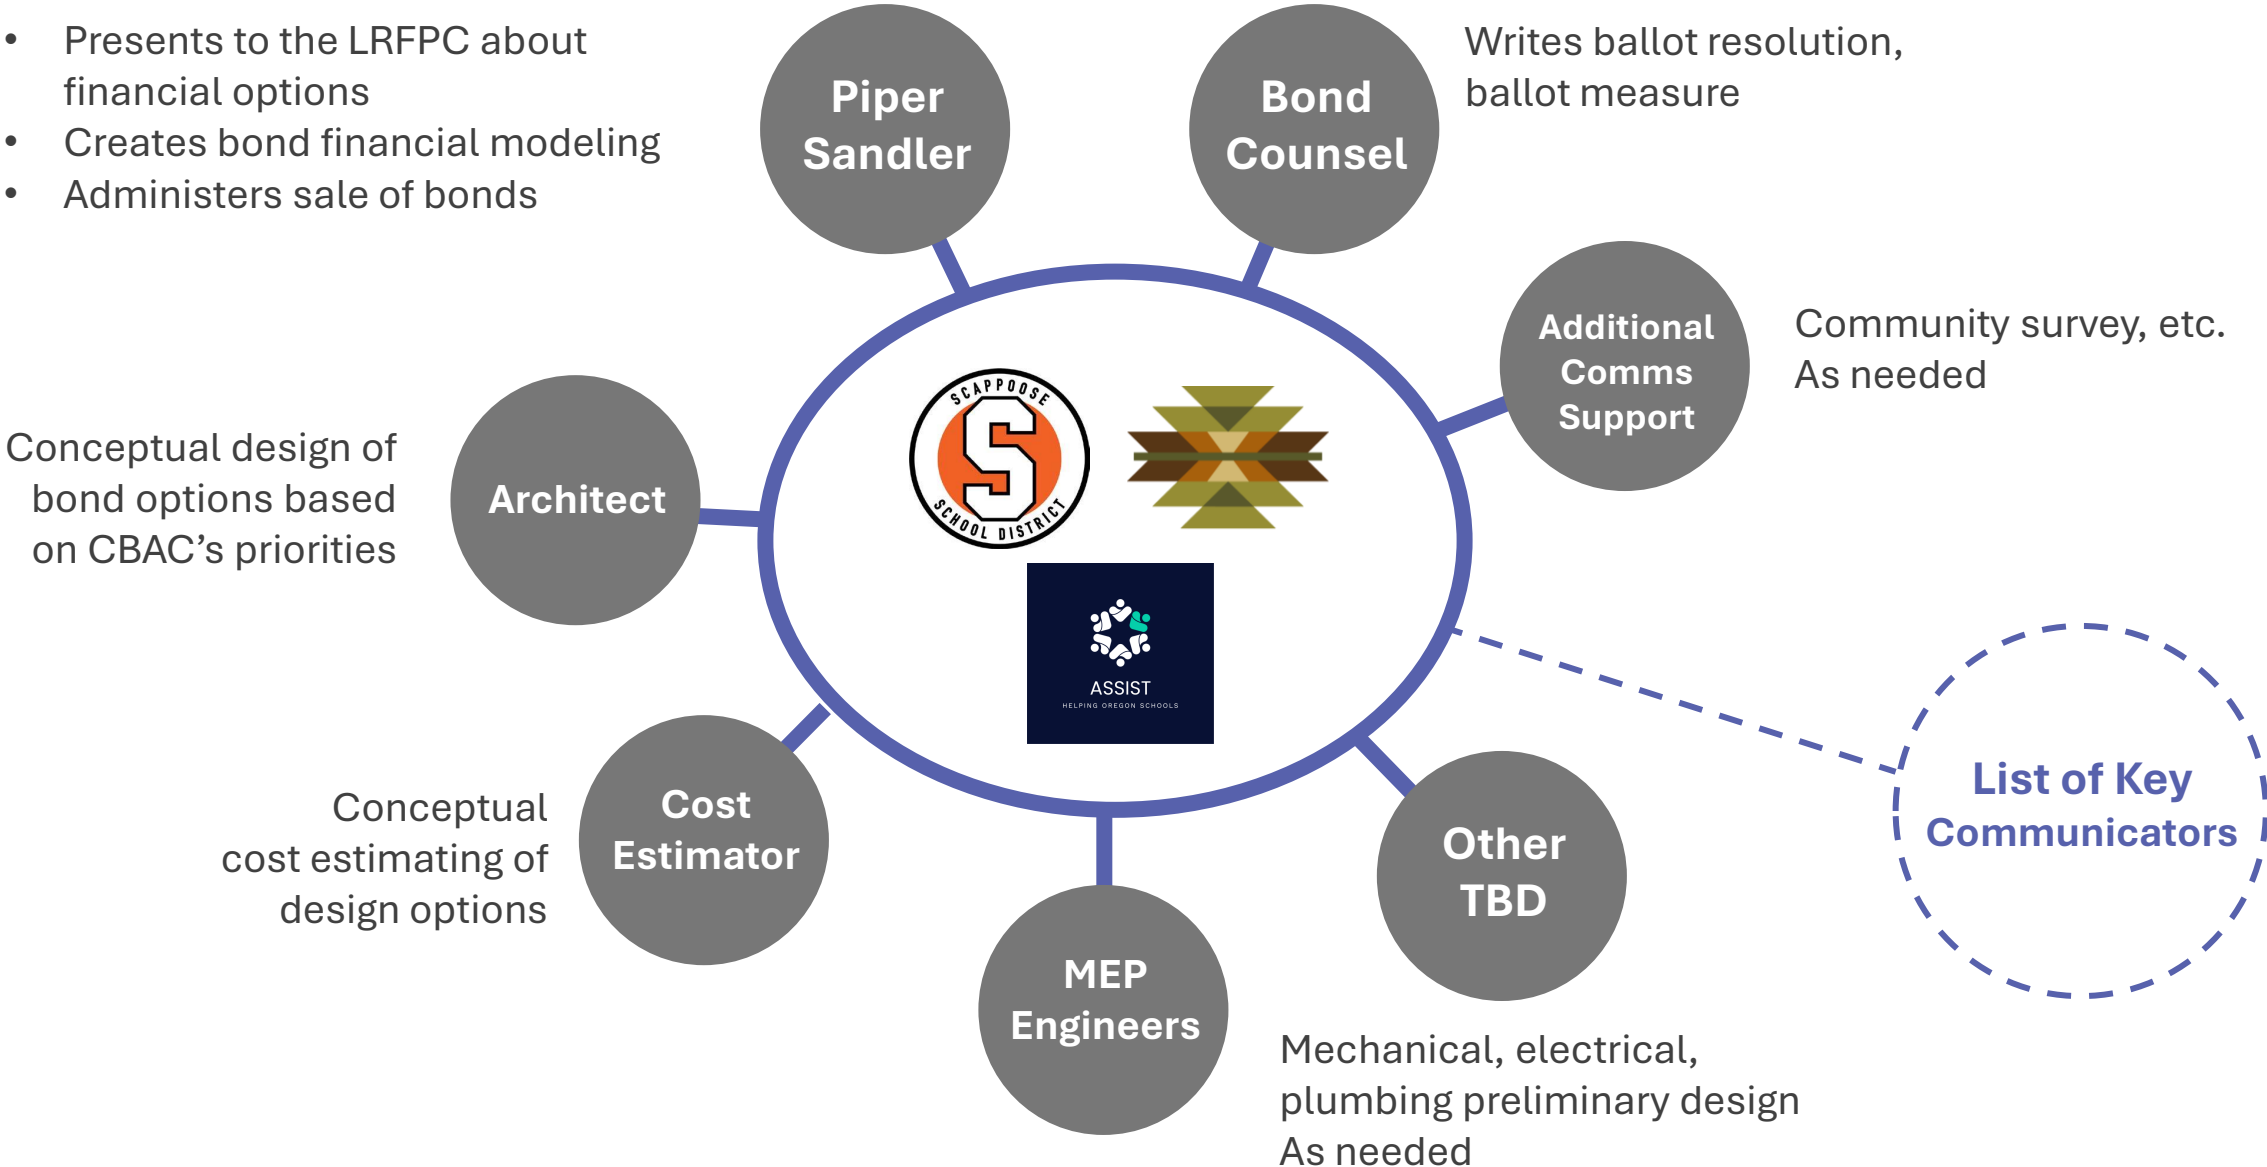 • Presents to the LRFPC about
financial options
• Creates bond financial modeling
• Administers sale of bonds
Piper
Sandler
Bond
Counsel
Writes ballot resolution,
ballot measure
Additional
Comms
Support
Community survey, etc.
As needed
Architect
Conceptual design of
bond options based
on CBAC’s priorities
SCAPPOOSE
S
SCHOOL DISTRICT
ASSIST
HELPING OREGON SCHOOLS
List of Key
Communicators
Cost
Estimator
Conceptual
cost estimating of
design options
Other
TBD
MEP
Engineers
Mechanical, electrical,
plumbing preliminary design
As needed